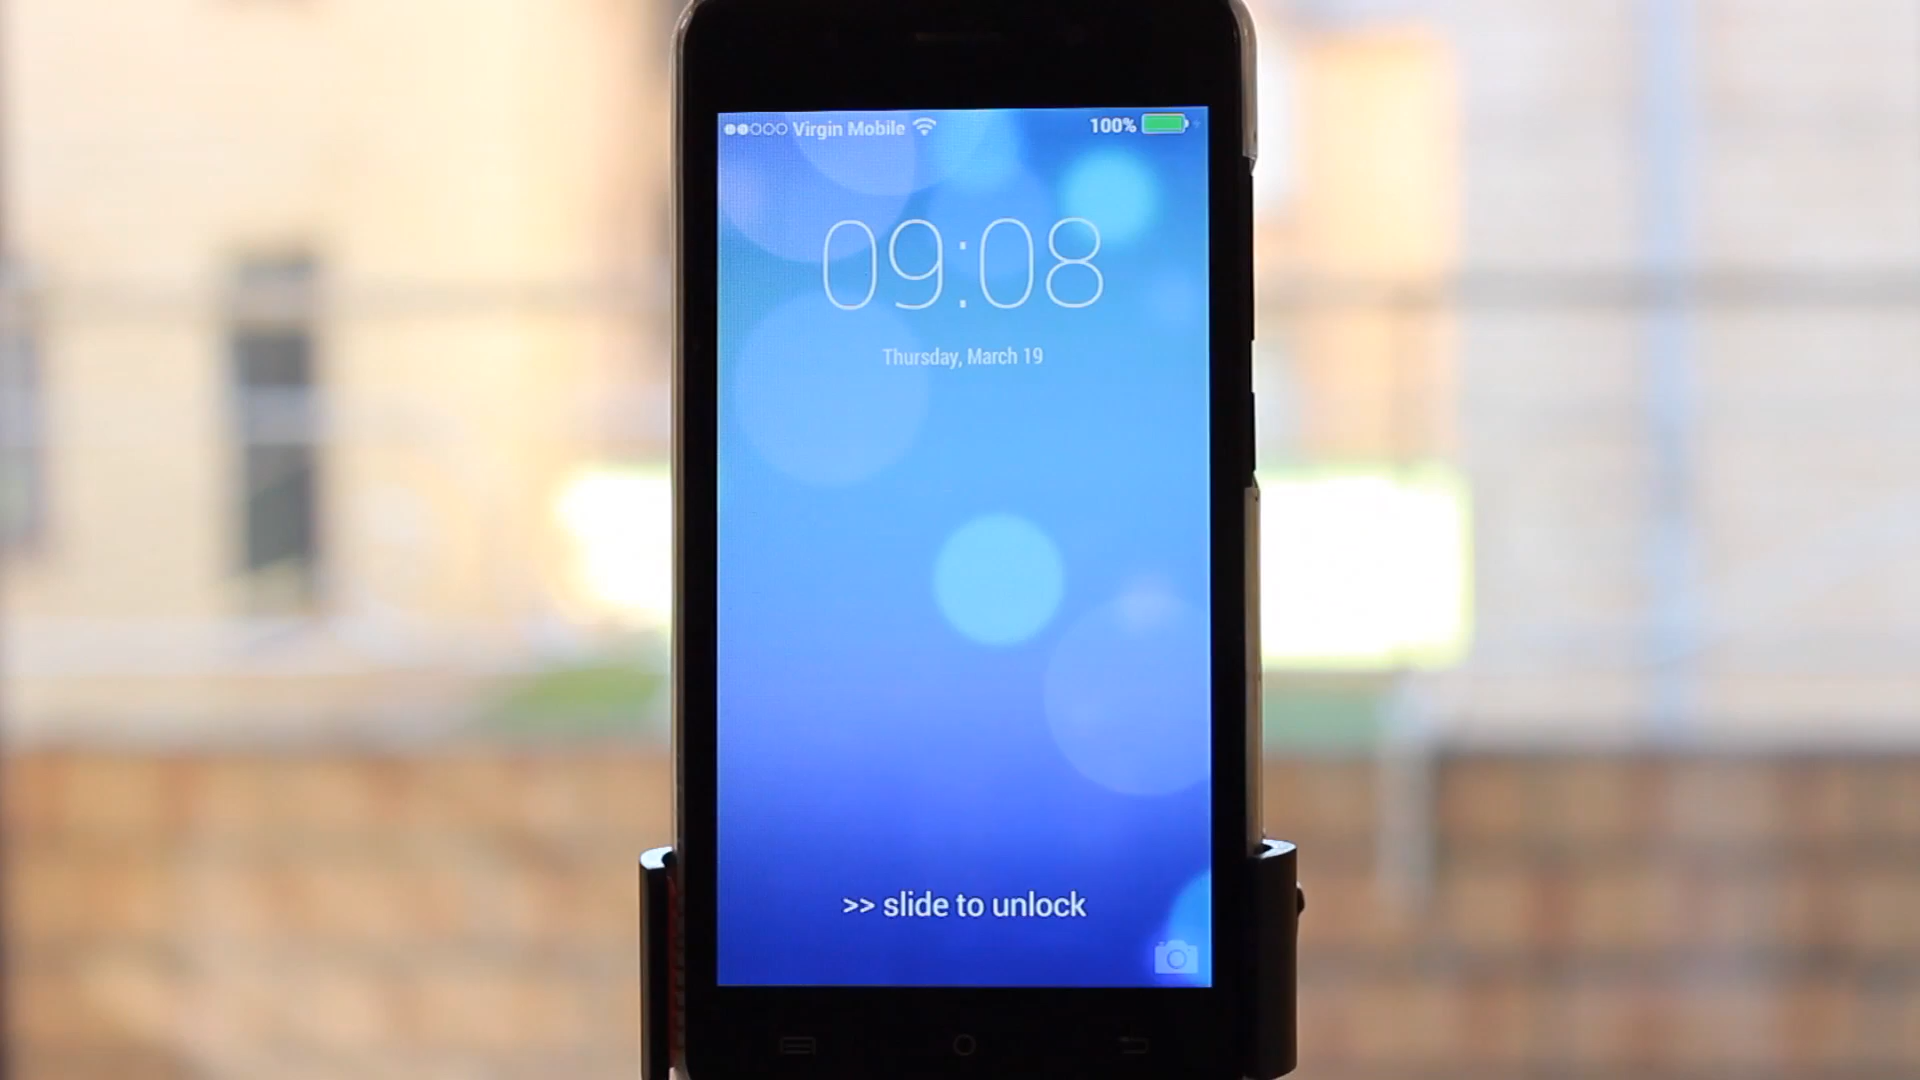 Virgin Mobile 100%
09:08
Thursday, March 19
>> slide to unlock